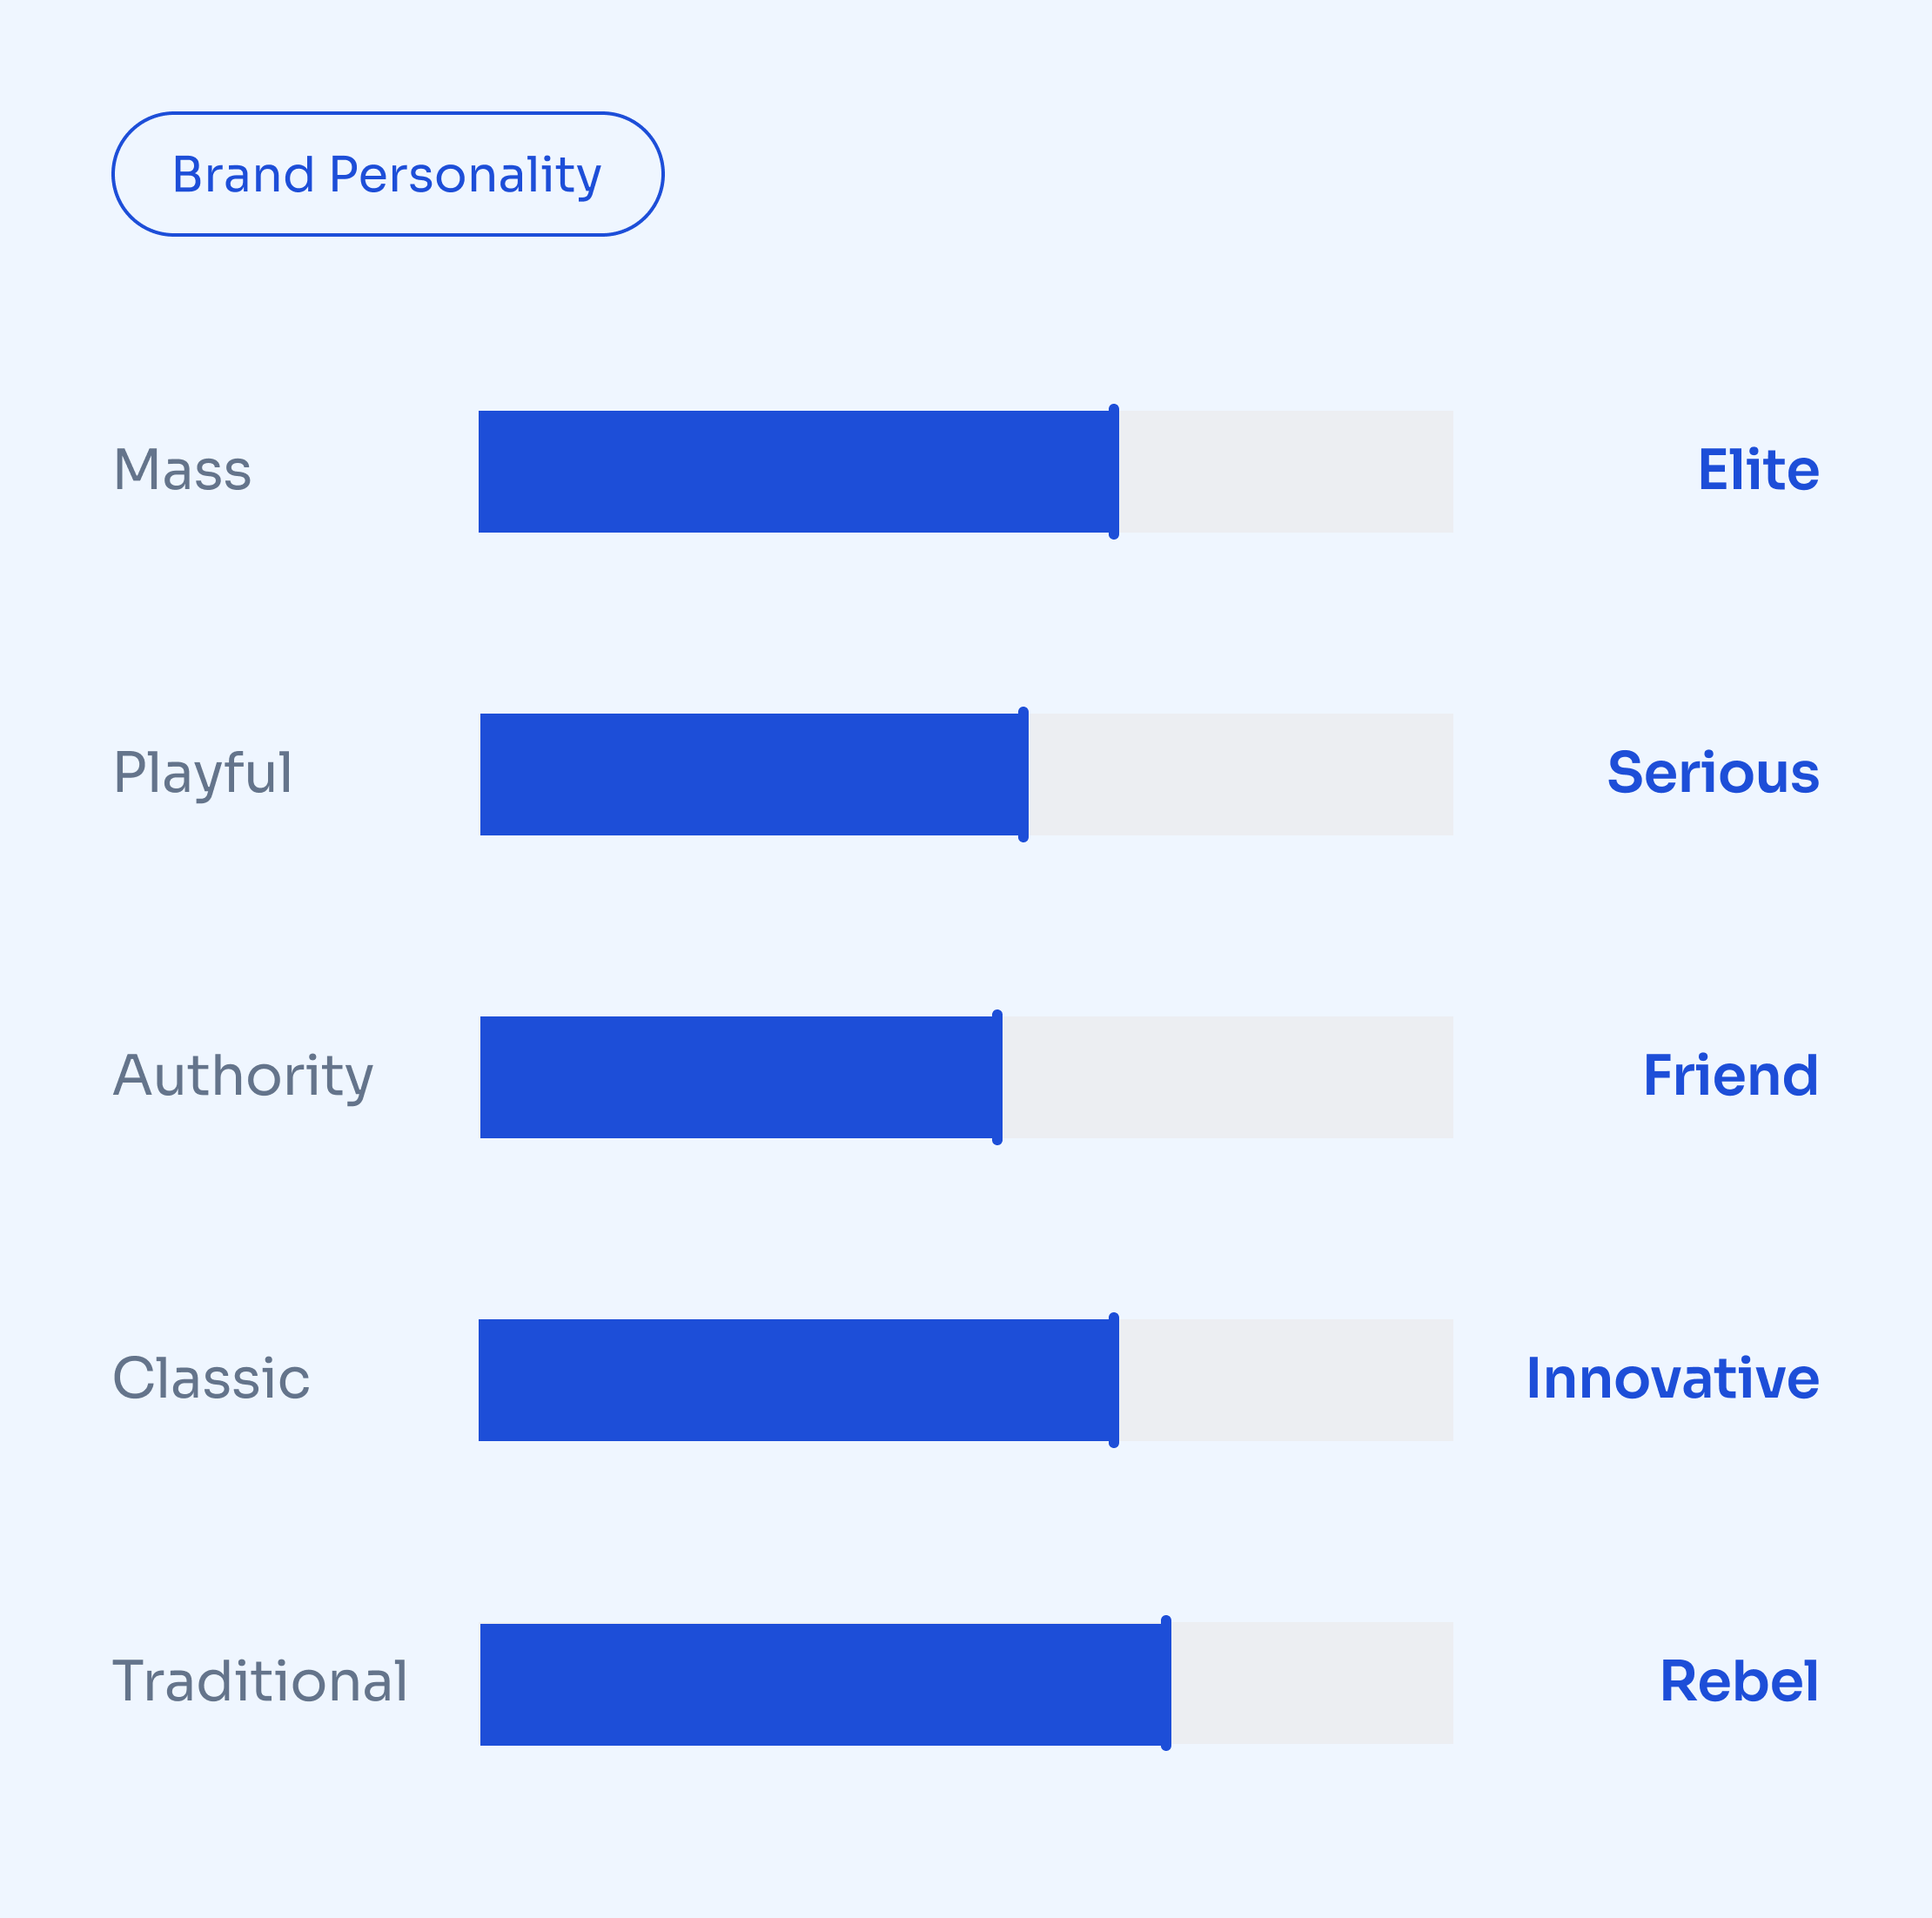 Brand Personality
Mass Elite
Playful Serious
Authority Friend
Classic Innovative
Traditional Rebel